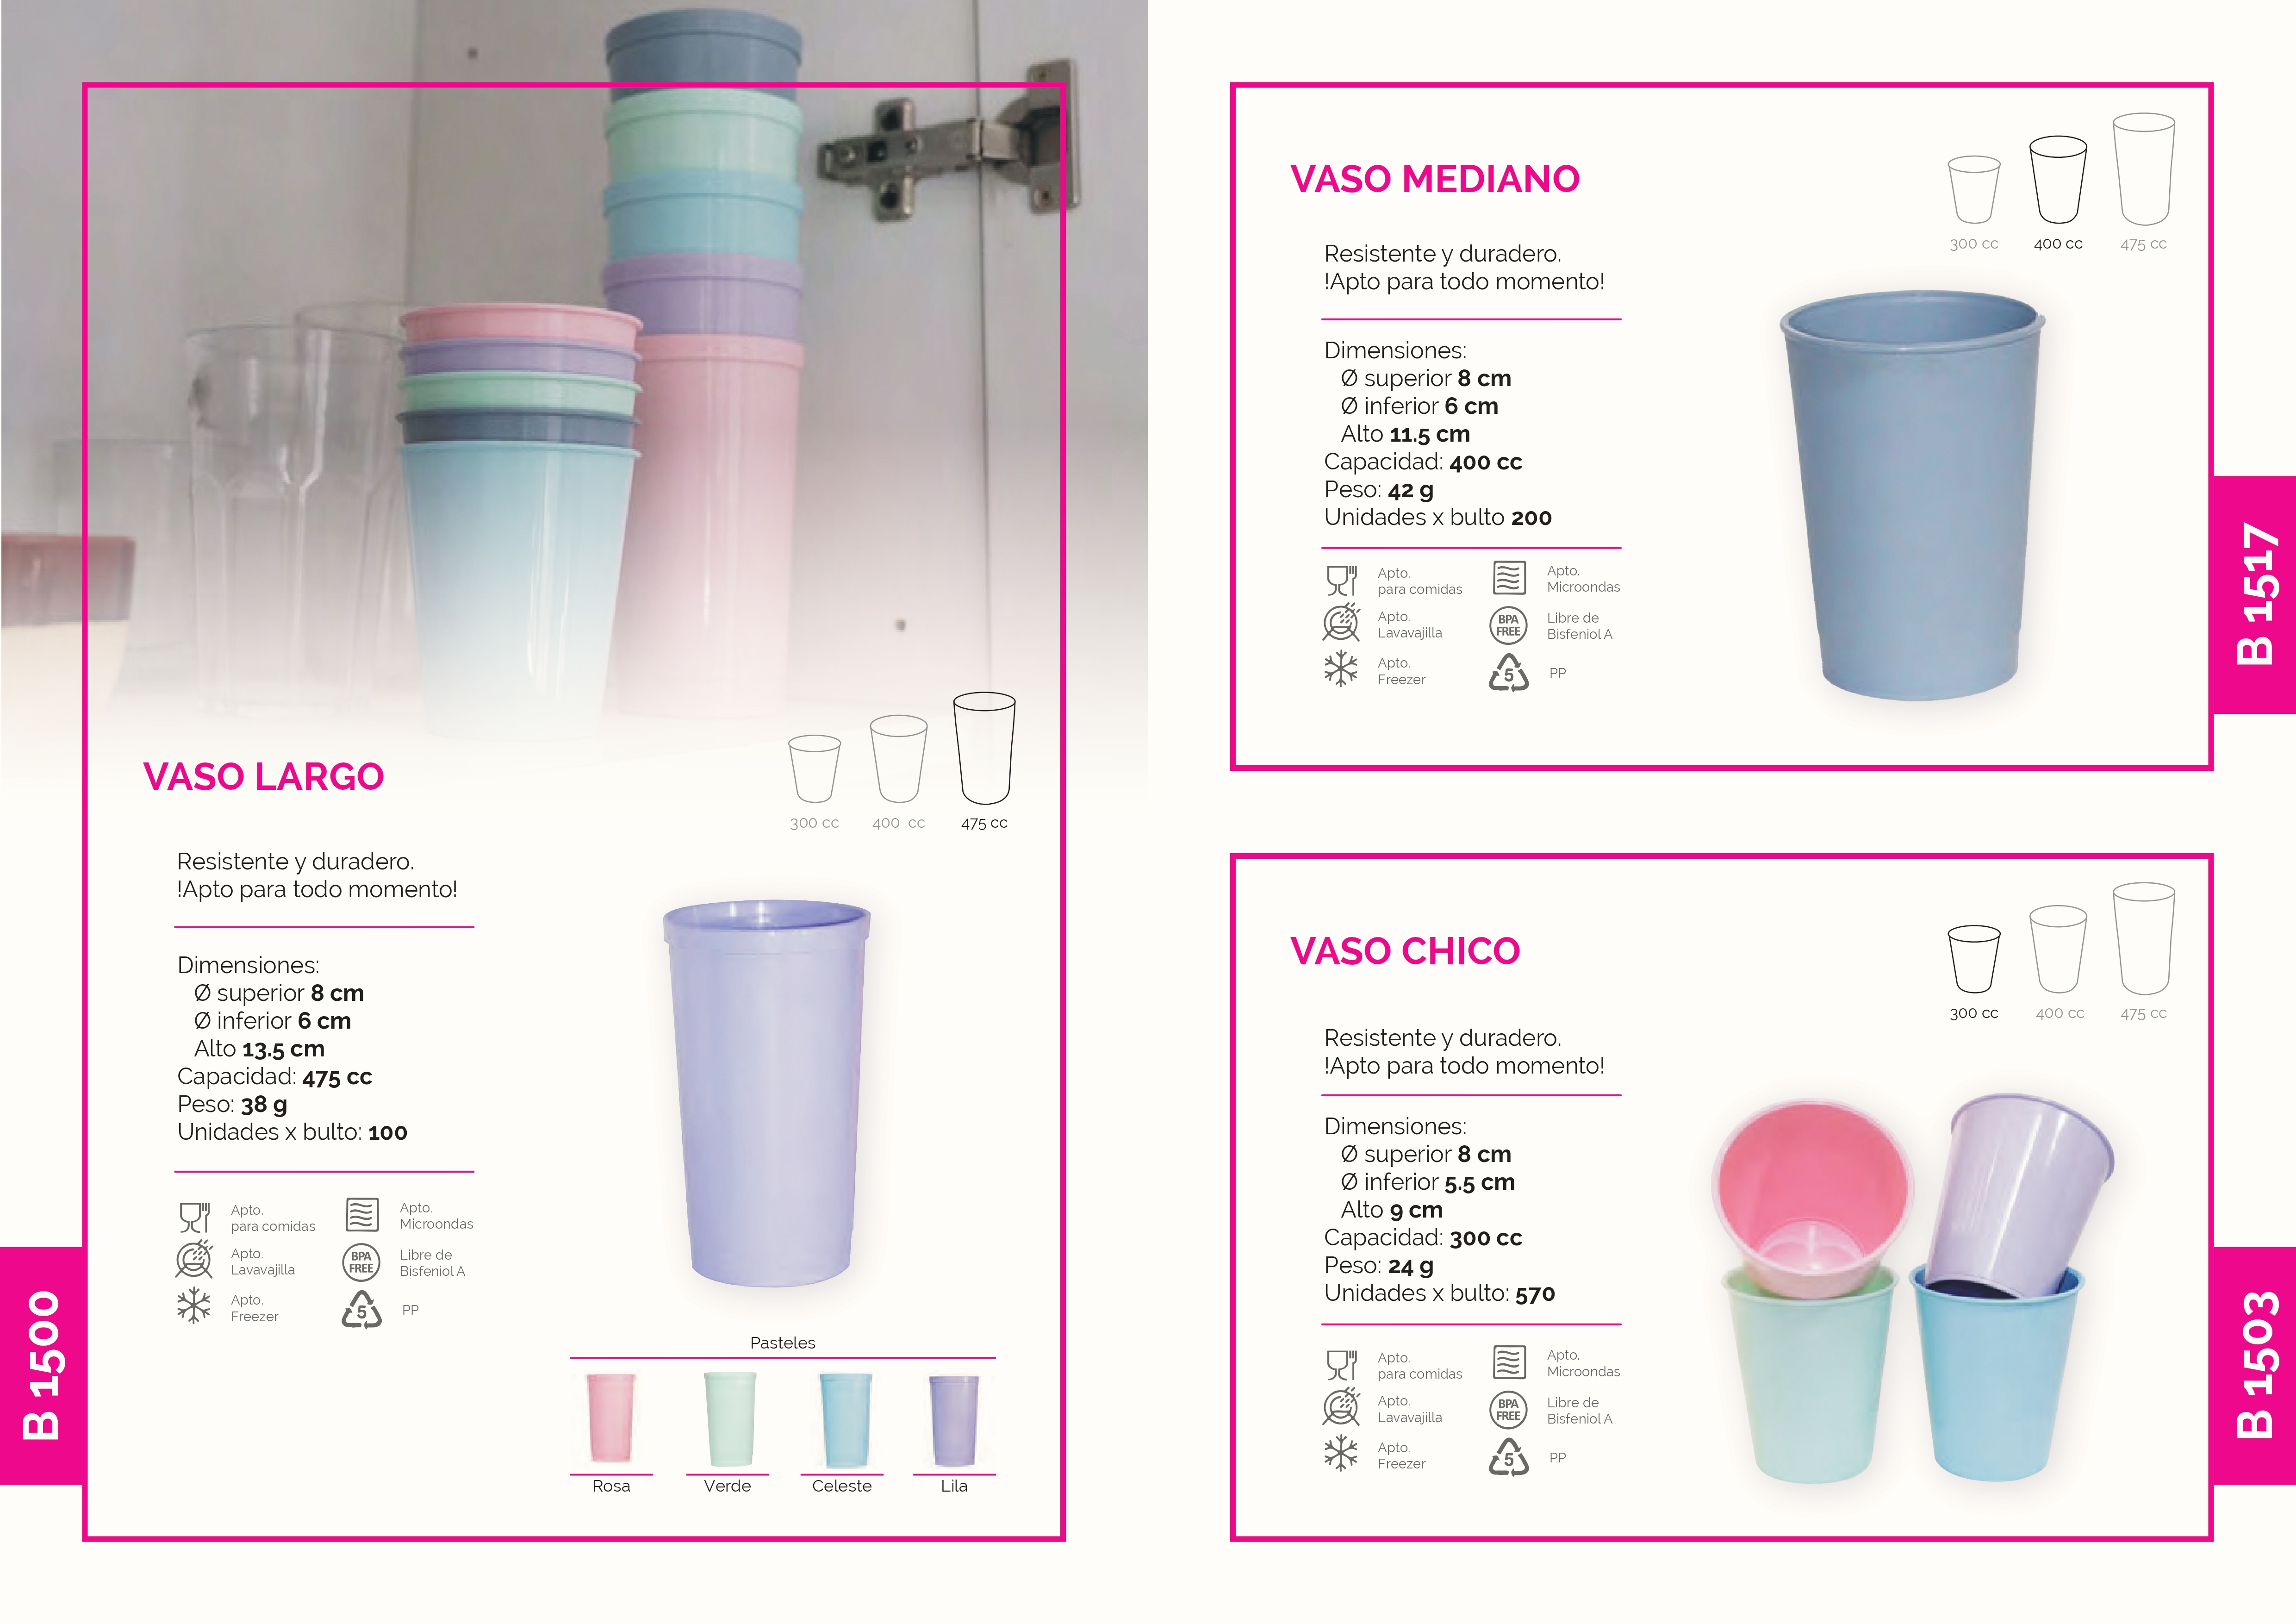 VASO LARGO
300 cc
400 cc
475 cc
Resistente y duradero.
!Apto para todo momento!
Dimensiones:
Ø superior 8 cm
Ø inferior 6 cm
Alto 13.5 cm
Capacidad: 475 cc
Peso: 38 g
Unidades x bulto: 100
Apto.
para comidas
Apto.
Microondas
Apto.
Lavavajilla
BPA
FREE
Libre de
Bisfeniol A
Apto.
Freezer
5
PP
Pasteles
Rosa
Verde
Celeste
Lila
B 1500
VASO MEDIANO
300 cc
400 cc
475 cc
Resistente y duradero.
!Apto para todo momento!
Dimensiones:
Ø superior 8 cm
Ø inferior 6 cm
Alto 11.5 cm
Capacidad: 400 cc
Peso: 42 g
Unidades x bulto 200
Apto.
para comidas
Apto.
Microondas
Apto.
Lavavajilla
BPA
FREE
Libre de
Bisfeniol A
Apto.
Freezer
5
PP
B 1517
VASO CHICO
300 cc
400 cc
475 cc
Resistente y duradero.
!Apto para todo momento!
Dimensiones:
Ø superior 8 cm
Ø inferior 5.5 cm
Alto 9 cm
Capacidad: 300 cc
Peso: 24 g
Unidades x bulto: 570
Apto.
para comidas
Apto.
Microondas
Apto.
Lavavajilla
BPA
FREE
Libre de
Bisfeniol A
Apto.
Freezer
5
PP
B 1503